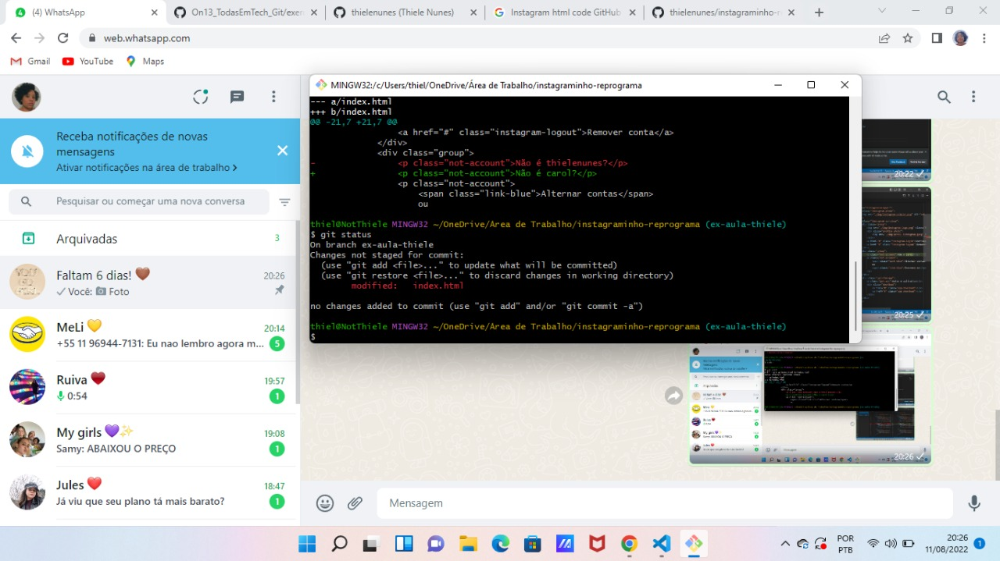 (4) WhatsApp
On13_TodasEmTech_Git/exer
thielenunes (Thiele Nunes)
Instagram html code GitHub
thielenunes/instagraminho-r
web.whatsapp.com
Gmail
YouTube
Maps
Receba notificações de novas
mensagens
Ativar notificações na área de trabalho >
Pesquisar ou começar uma nova conversa
Arquivadas
3
Faltam 6 dias!
20:26
Você: Foto
MeLi 💛
20:14
+55 11 96944-7131: Eu nao lembro agora m...
5
Ruiva ❤️
19:57
0:54
My girls 💜✨
19:08
Samy: ABAIXOU O PREÇO
1
Jules ❤️
18:47
Já viu que seu plano tá mais barato?
1
MINGW32:/c/Users/thiel/OneDrive/Área de Trabalho/instagraminho-reprograma
--- a/index.html
+++ b/index.html
@@ -21,7 +21,7 @@
<a href="#" class="instagram-logout">Remover conta</a>
</div>
<div class="group">
- <p class="not-account">Não é thielenunes?</p>
+ <p class="not-account">Não é carol?</p>
<p class="not-account">
<span class="link-blue">Alternar contas</span>
ou
thiel@thiele MINGW32 ~/OneDrive/Área de Trabalho/instagraminho-reprograma (ex-aula-thiele)
$ git status
On branch ex-aula-thiele
Changes not staged for commit:
(use "git add <file>..." to update what will be committed)
(use "git restore <file>..." to discard changes in working directory)
modified: index.html
no changes added to commit (use "git add" and/or "git commit -a")
thiel@thiele MINGW32 ~/OneDrive/Área de Trabalho/instagraminho-reprograma (ex-aula-thiele)
$
20:22
20:25
20:26
Mensagem
POR
PTB
20:26
11/08/2022
1